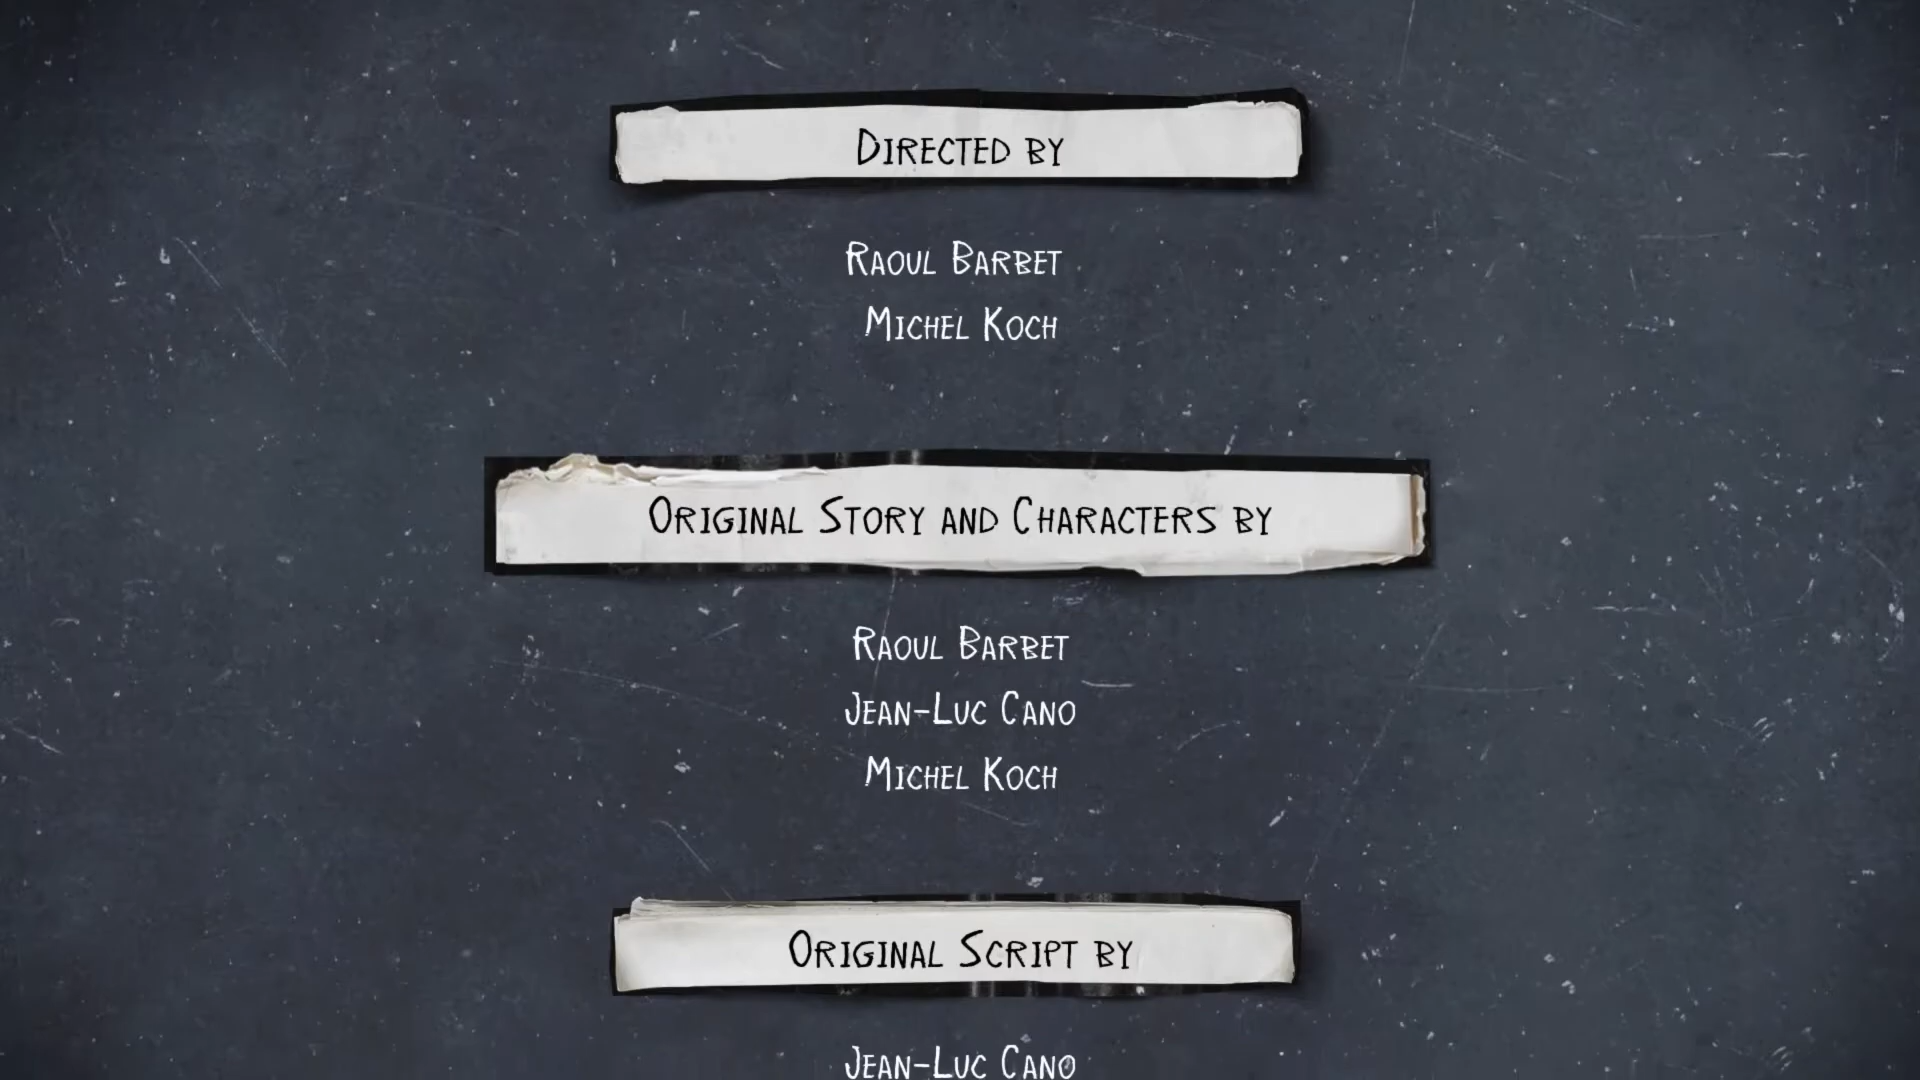 Directed by
Raoul Barbet
Michel Koch
Original Story and Characters by
Raoul Barbet
Jean-Luc Cano
Michel Koch
Original Script by
Jean-Luc Cano